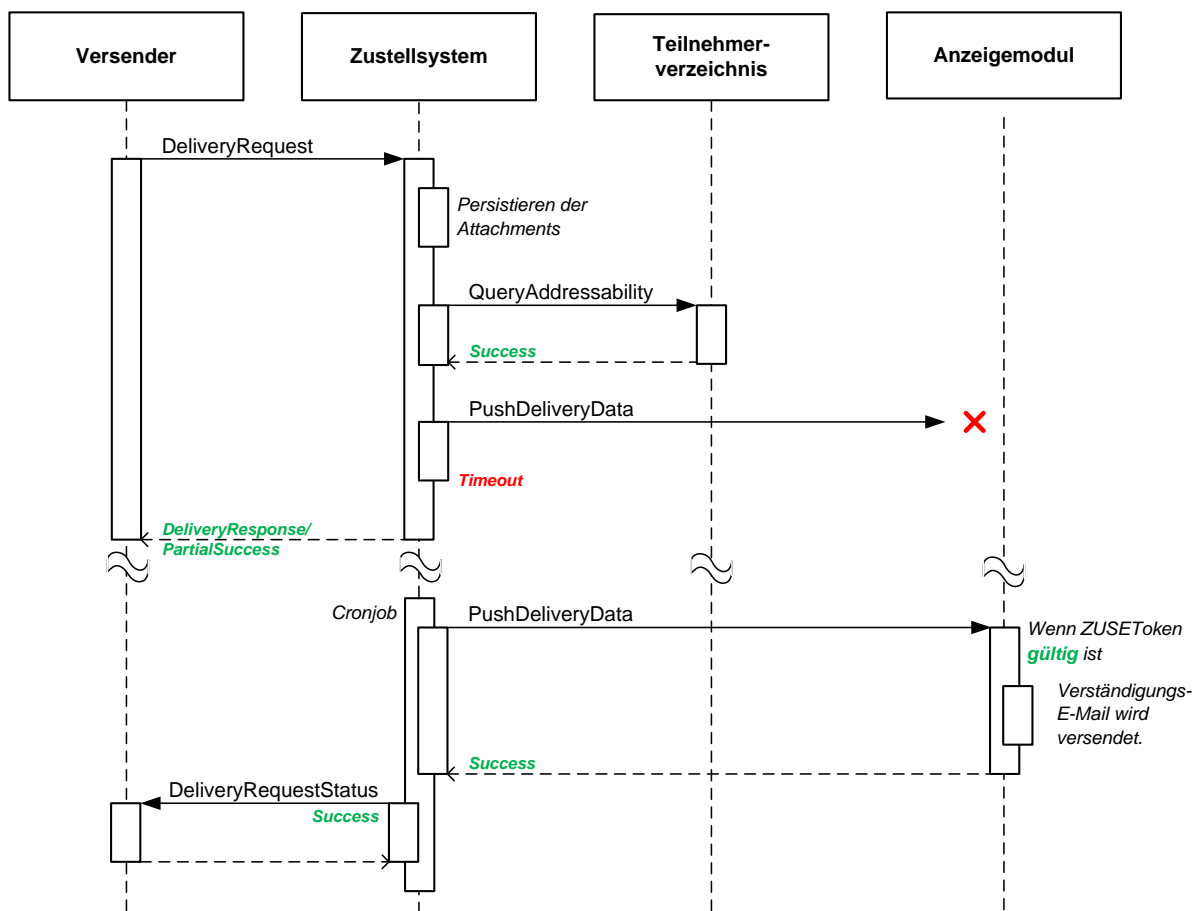 Versender
Zustellsystem
Teilnehmer-
verzeichnis
Anzeigemodul
DeliveryRequest
Persistieren der
Attachments
QueryAddressability
Success
PushDeliveryData
Timeout
DeliveryResponse/
PartialSuccess
Cronjob
PushDeliveryData
Wenn ZUSEToken
gültig ist
Verständigungs-
E-Mail wird
versendet.
Success
DeliveryRequestStatus
Success